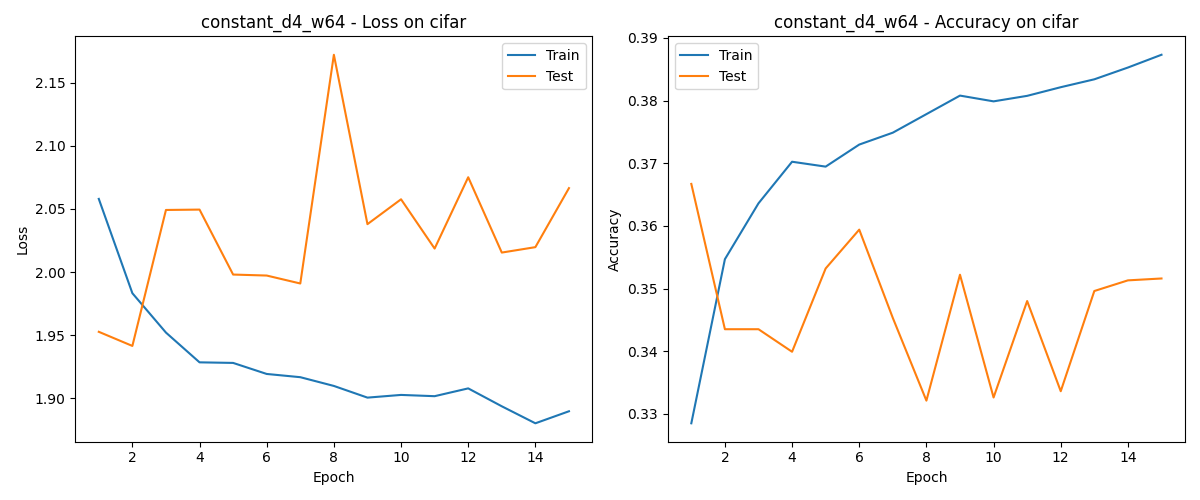 constant_d4_w64 - Loss on cifar
Train
Test
2.15
2.10
2.05
2.00
1.95
1.90
Loss
2 4 6 8 10 12 14
Epoch
constant_d4_w64 - Accuracy on cifar
Train
Test
0.39
0.38
0.37
0.36
0.35
0.34
0.33
Accuracy
2 4 6 8 10 12 14
Epoch